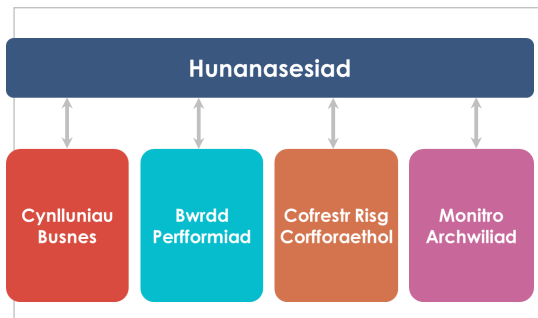 Hunanasesiad
Cynlluniau
Busnes
Bwrdd
Perfformiad
Cofrestr Risg
Corfforaethol
Monitro
Archwiliad